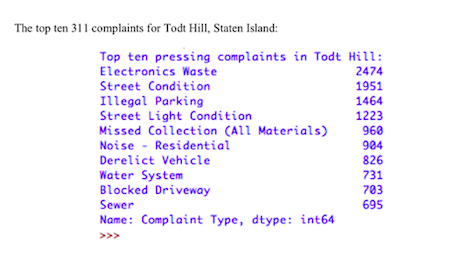 The top ten 311 complaints for Todt Hill, Staten Island:
Top ten pressing complaints in Todt Hill:
Electronics Waste 2474
Street Condition 1951
Illegal Parking 1464
Street Light Condition 1223
Missed Collection (All Materials) 960
Noise - Residential 904
Derelict Vehicle 826
Water System 731
Blocked Driveway 703
Sewer 695
Name: Complaint Type, dtype: int64
>>>